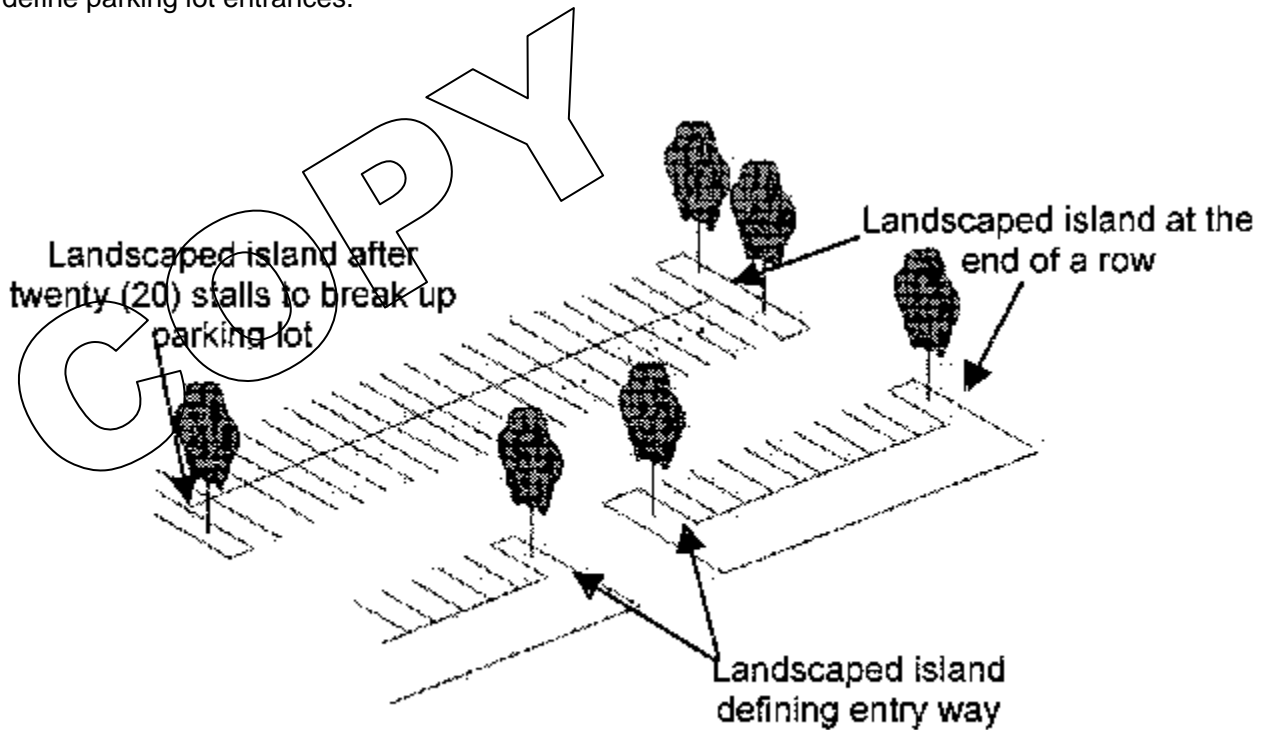 define parking lot entrances.
COPY
Landscaped island after
twenty (20) stalls to break up
parking lot
Landscaped island at the
end of a row
Landscaped island
defining entry way